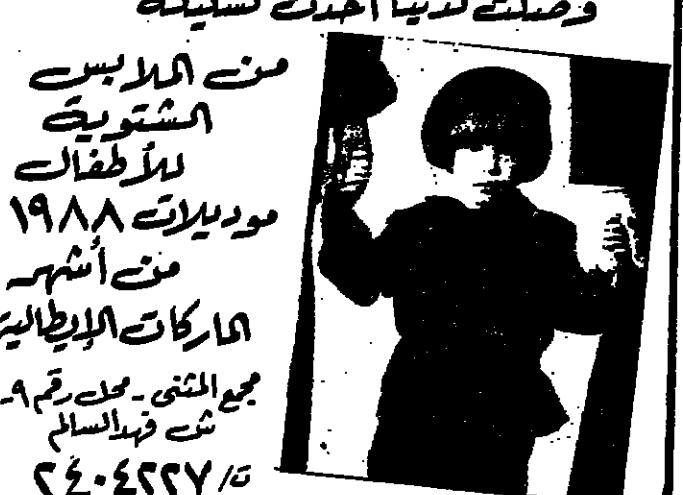 وصلت لدينا أحدث تشكيلة
من الملابس
الشتوية
للأطفال
موديلات ١٩٨٨
من أشهر
الماركات الإيطالية
مجمع المثنى - محل رقم ٩ -
ش فهد السالم
ت/ ٢٤٠٤٢٢٧